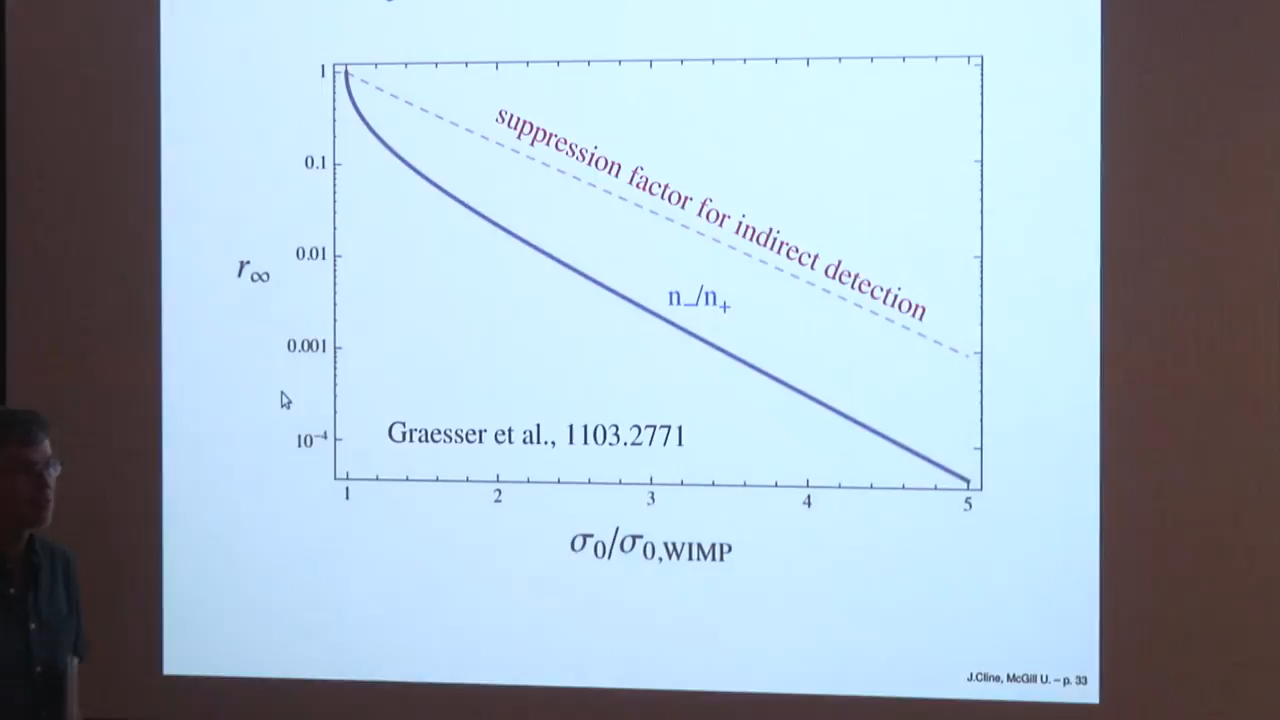 1
suppression factor for indirect detection
0.1
0.01
r∞
n₋/n₊
0.001
10⁻⁴
Graesser et al., 1103.2771
1 2 3 4 5
σ₀/σ₀,WIMP
J.Cline, McGill U. – p. 33